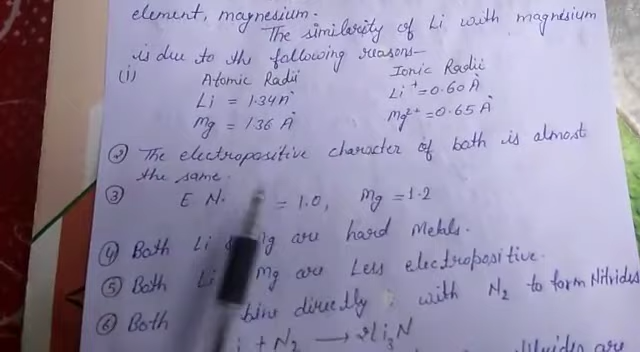 element, magnesium.
The similarity of Li with magnesium
is due to the following reasons—
(i) Atomic Radii Ionic Radii
Li = 1.34A° Li+ = 0.60 A°
Mg = 1.36 A° Mg2+ = 0.65 A°
(2) The electropositive character of both is almost
the same.
(3) E N. = 1.0, Mg = 1.2
(4) Both Li are hard Metals.
(5) Both Mg are Less electropositive.
(6) Both directly with N2 to form Nitrides
+ N2 → 2Li3N
are